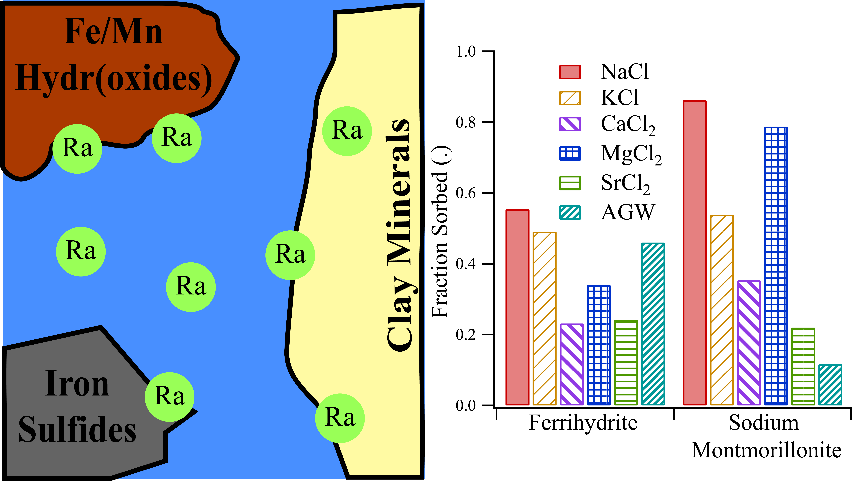 Fe/Mn
Hydr(oxides)
Ra
Ra
Ra
Ra
Ra
Ra
Ra
Ra
Clay Minerals
Iron
Sulfides
Fraction Sorbed (.)
1.0
0.8
0.6
0.4
0.2
0.0
NaCl
KCl
CaCl₂
MgCl₂
SrCl₂
AGW
Ferrihydrite
Sodium
Montmorillonite